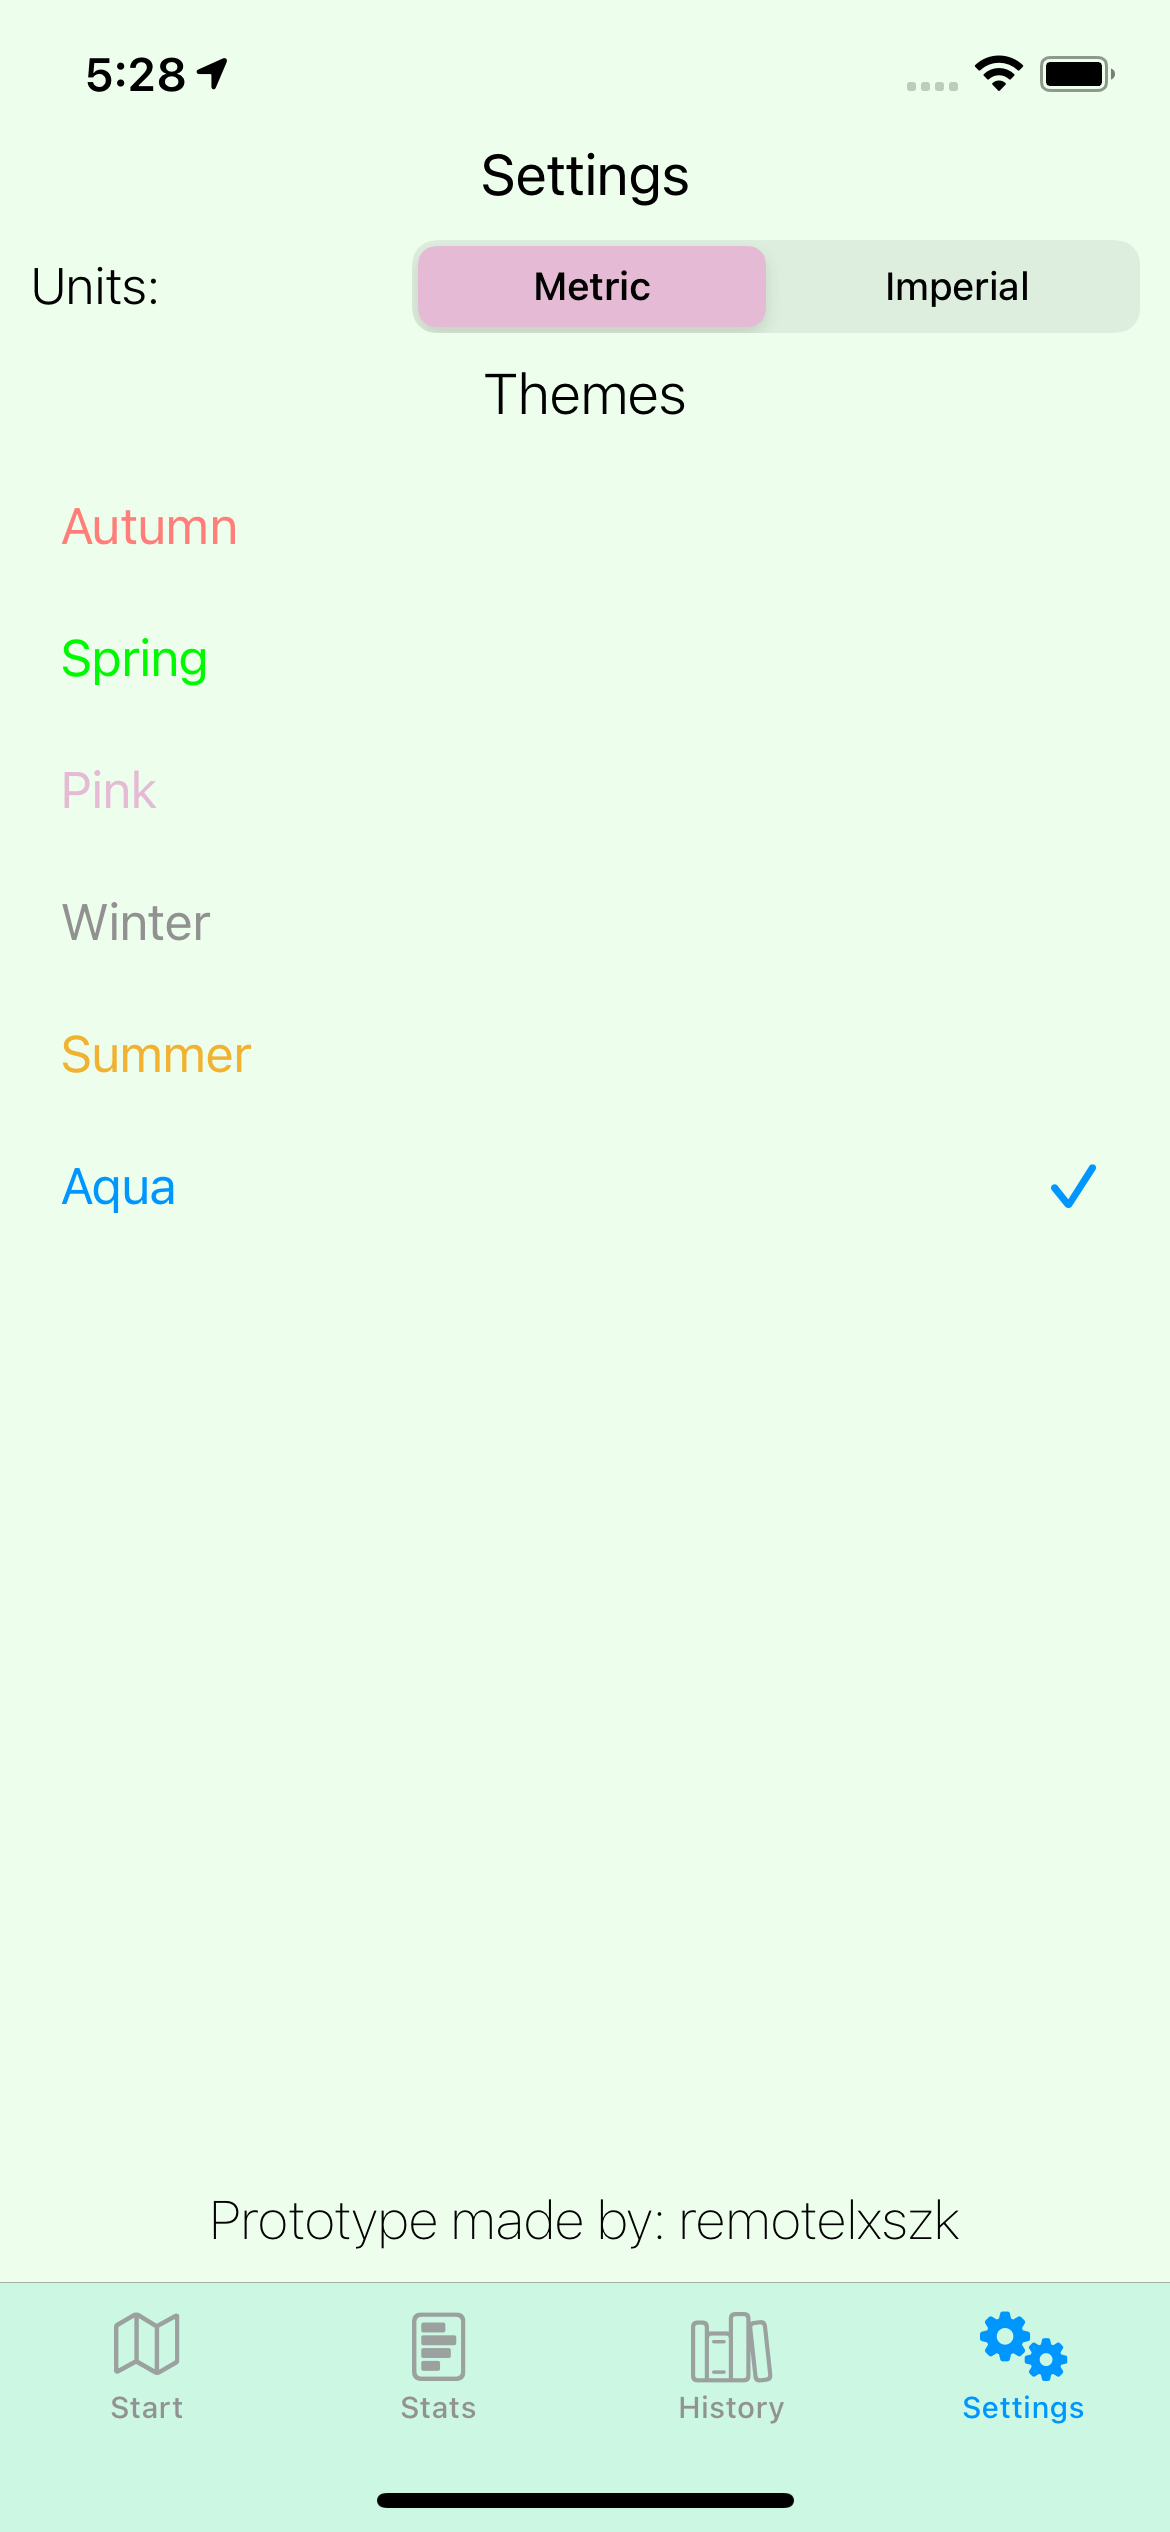 5:28
Settings
Units:
Metric
Imperial
Themes
Autumn
Spring
Pink
Winter
Summer
Aqua
Prototype made by: remotelxszk
Start
Stats
History
Settings